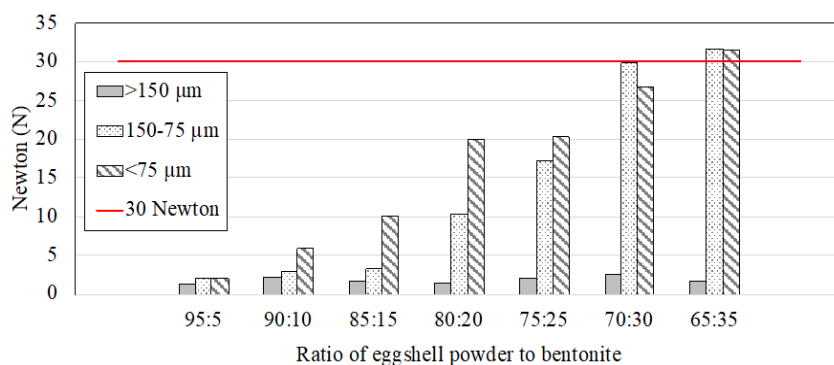 35
30
25
20
15
10
5
0
Newton (N)
>150 µm
150-75 µm
<75 µm
30 Newton
95:5 90:10 85:15 80:20 75:25 70:30 65:35
Ratio of eggshell powder to bentonite